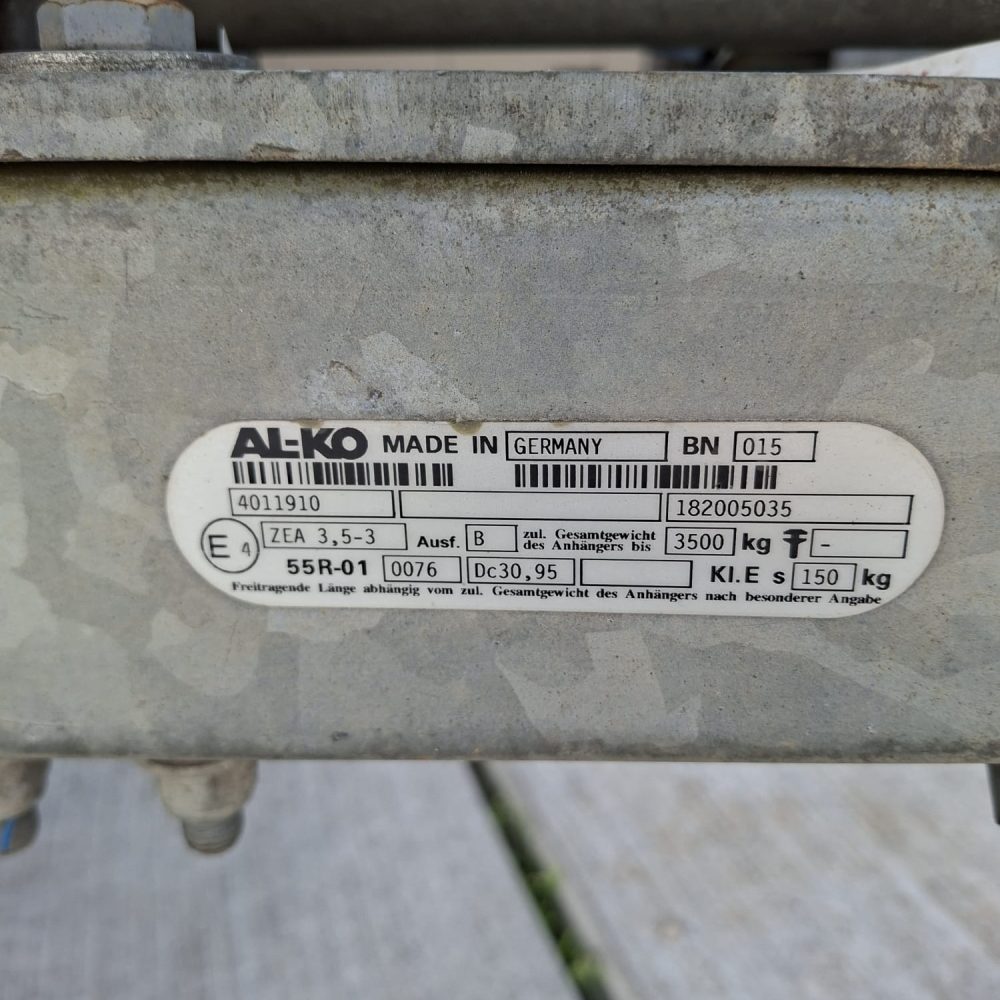 AL-KO MADE IN GERMANY BN 015
4011910 182005035
E4 ZEA 3,5-3 Ausf. B zul. Gesamtgewicht des Anhängers bis 3500 kg -
55R-01 0076 Dc30,95 KI.E s 150 kg
Freitragende Länge abhängig vom zul. Gesamtgewicht des Anhängers nach besonderer Angabe